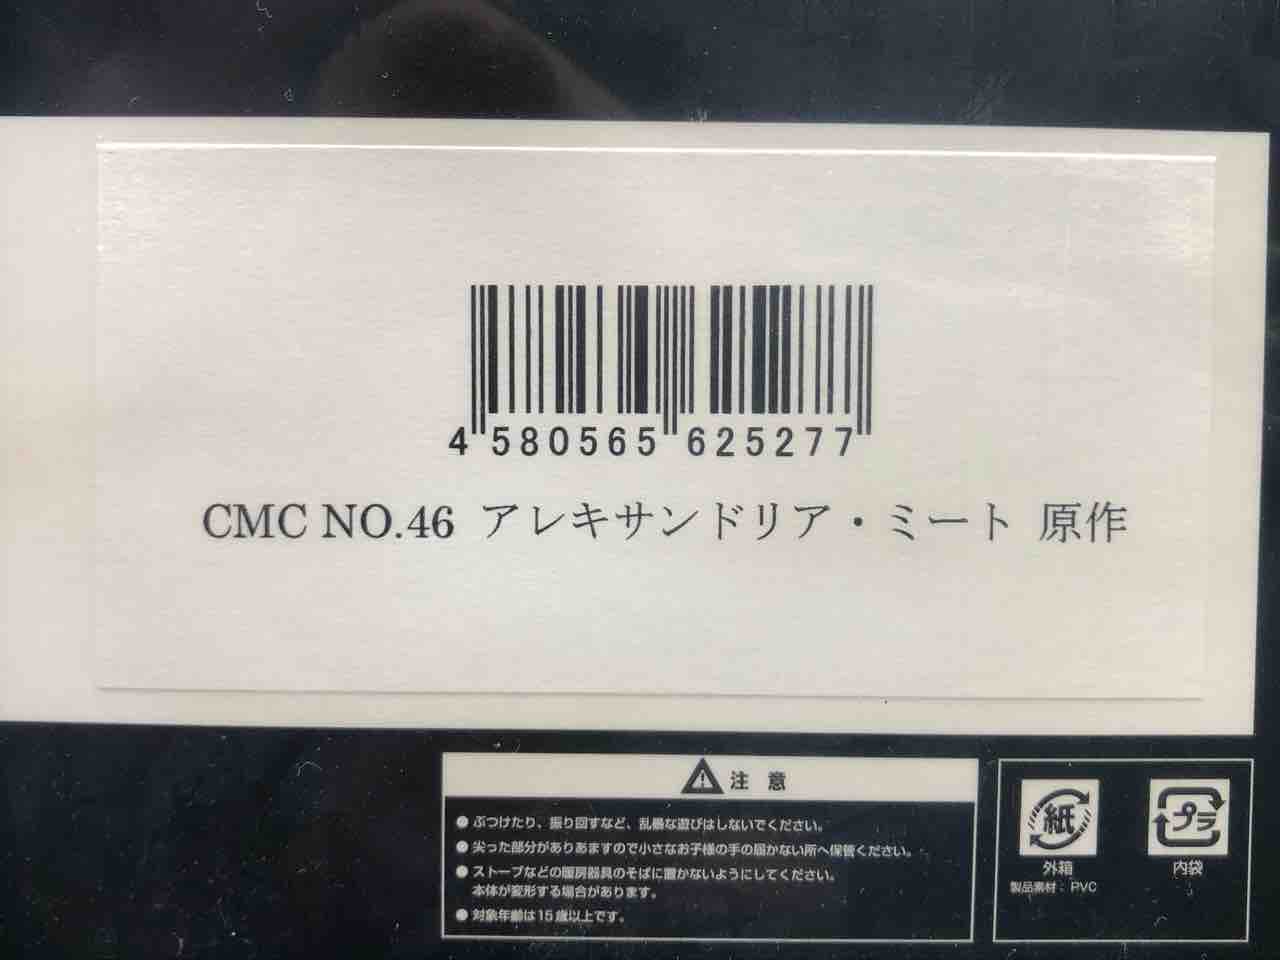 4 580565 625277
CMC NO.46 アレキサンドリア・ミート 原作
注 意
● ぶつけたり、振り回すなど、乱暴な遊びはしないでください。
● 尖った部分がありあますので小さなお子様の手の届かない所へ保管ください。
● ストーブなどの暖房器具のそばに置かないようにしてください。
本体が変形する場合があります。
● 対象年齢は15歳以上です。
紙
外箱
製品素材：PVC
プラ
内袋